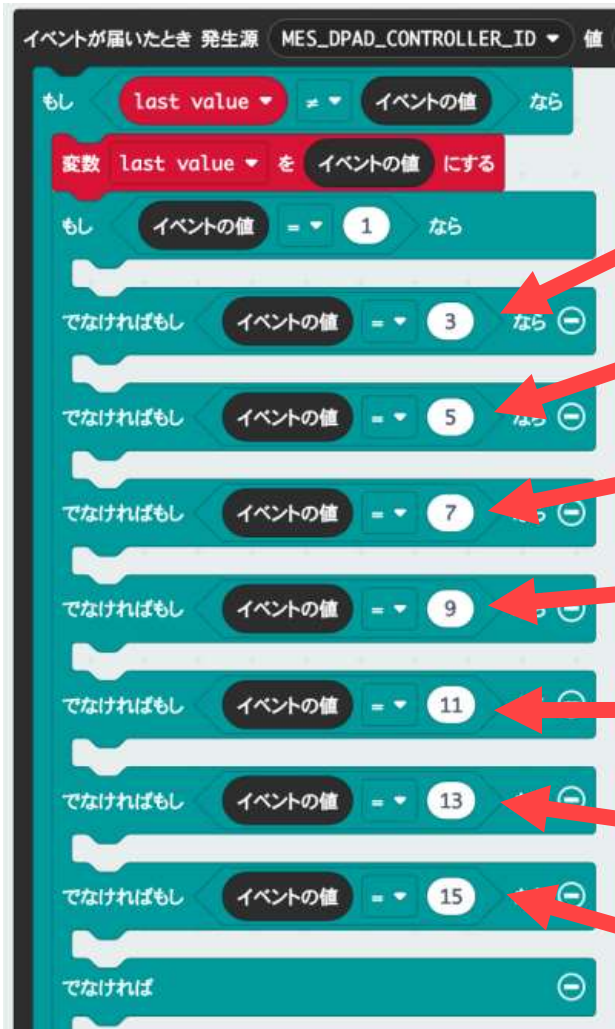 イベントが届いたとき 発生源 MES_DPAD_CONTROLLER_ID 値
もし last value ≠ イベントの値 なら
変数 last value を イベントの値 にする
もし イベントの値 = 1 なら
でなければもし イベントの値 = 3 なら
でなければもし イベントの値 = 5 なら
でなければもし イベントの値 = 7
でなければもし イベントの値 = 9
でなければもし イベントの値 = 11
でなければもし イベントの値 = 13
でなければもし イベントの値 = 15
でなければ